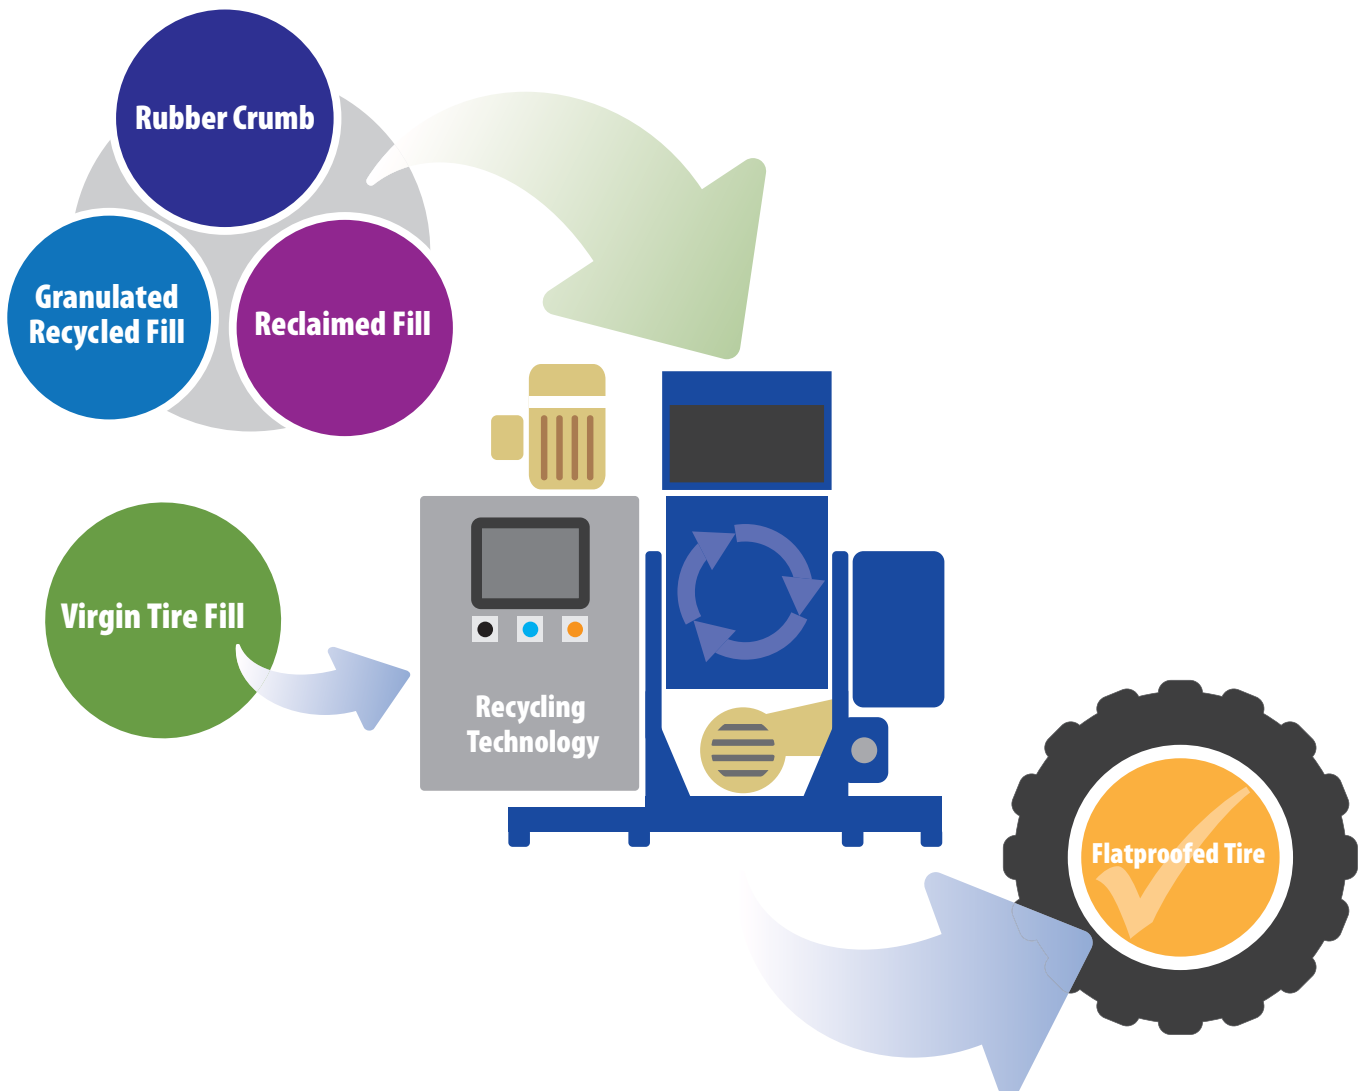 Rubber Crumb
Granulated
Recycled Fill
Reclaimed Fill
Virgin Tire Fill
Recycling
Technology
Flatproofed Tire